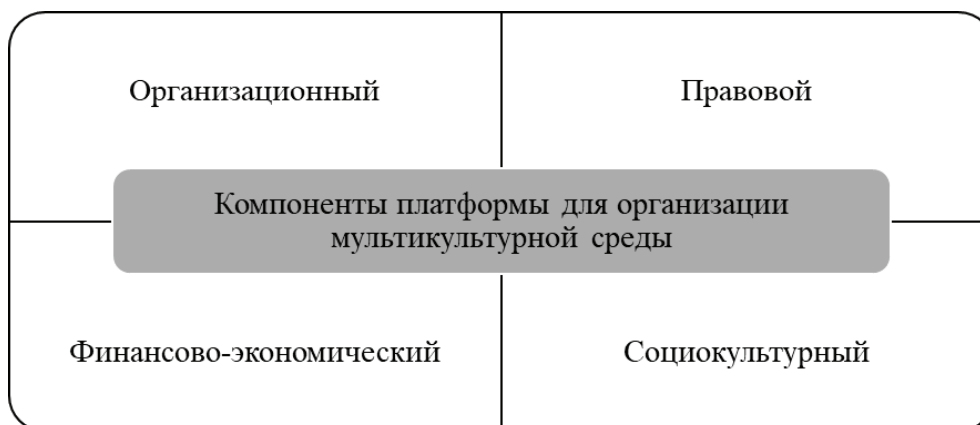 Организационный
Правовой
Компоненты платформы для организации
мультикультурной среды
Финансово-экономический
Социокультурный